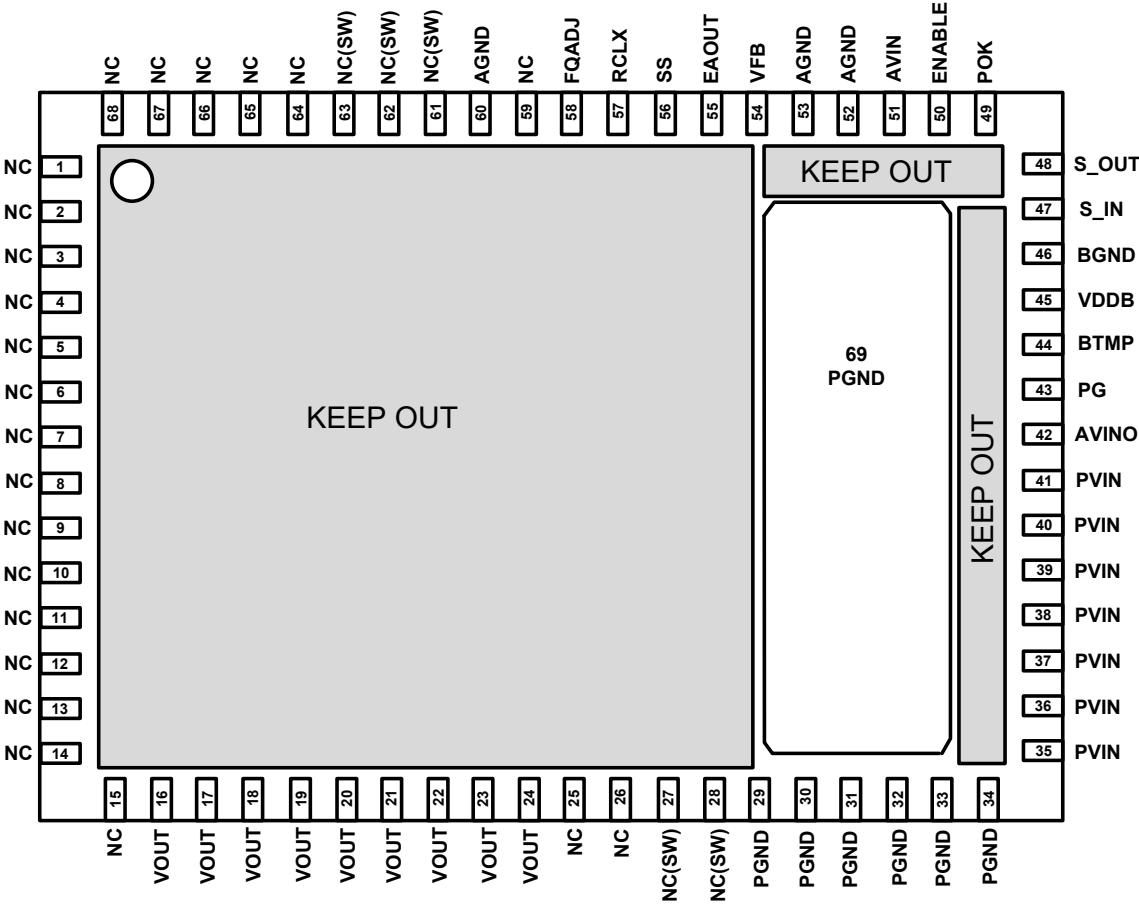 NC
NC
NC
NC
NC
NC(SW)
NC(SW)
NC(SW)
AGND
NC
FQADJ
RCLX
SS
EAOUT
VFB
AGND
AGND
AVIN
ENABLE
POK
68
67
66
65
64
63
62
61
60
59
58
57
56
55
54
53
52
51
50
49
NC 1
NC 2
NC 3
NC 4
NC 5
NC 6
NC 7
NC 8
NC 9
NC 10
NC 11
NC 12
NC 13
NC 14
KEEP OUT
KEEP OUT
69
PGND
KEEP OUT
48 S_OUT
47 S_IN
46 BGND
45 VDDB
44 BTMP
43 PG
42 AVINO
41 PVIN
40 PVIN
39 PVIN
38 PVIN
37 PVIN
36 PVIN
35 PVIN
15
16
17
18
19
20
21
22
23
24
25
26
27
28
29
30
31
32
33
34
NC
VOUT
VOUT
VOUT
VOUT
VOUT
VOUT
VOUT
VOUT
VOUT
NC
NC
NC(SW)
NC(SW)
PGND
PGND
PGND
PGND
PGND
PGND